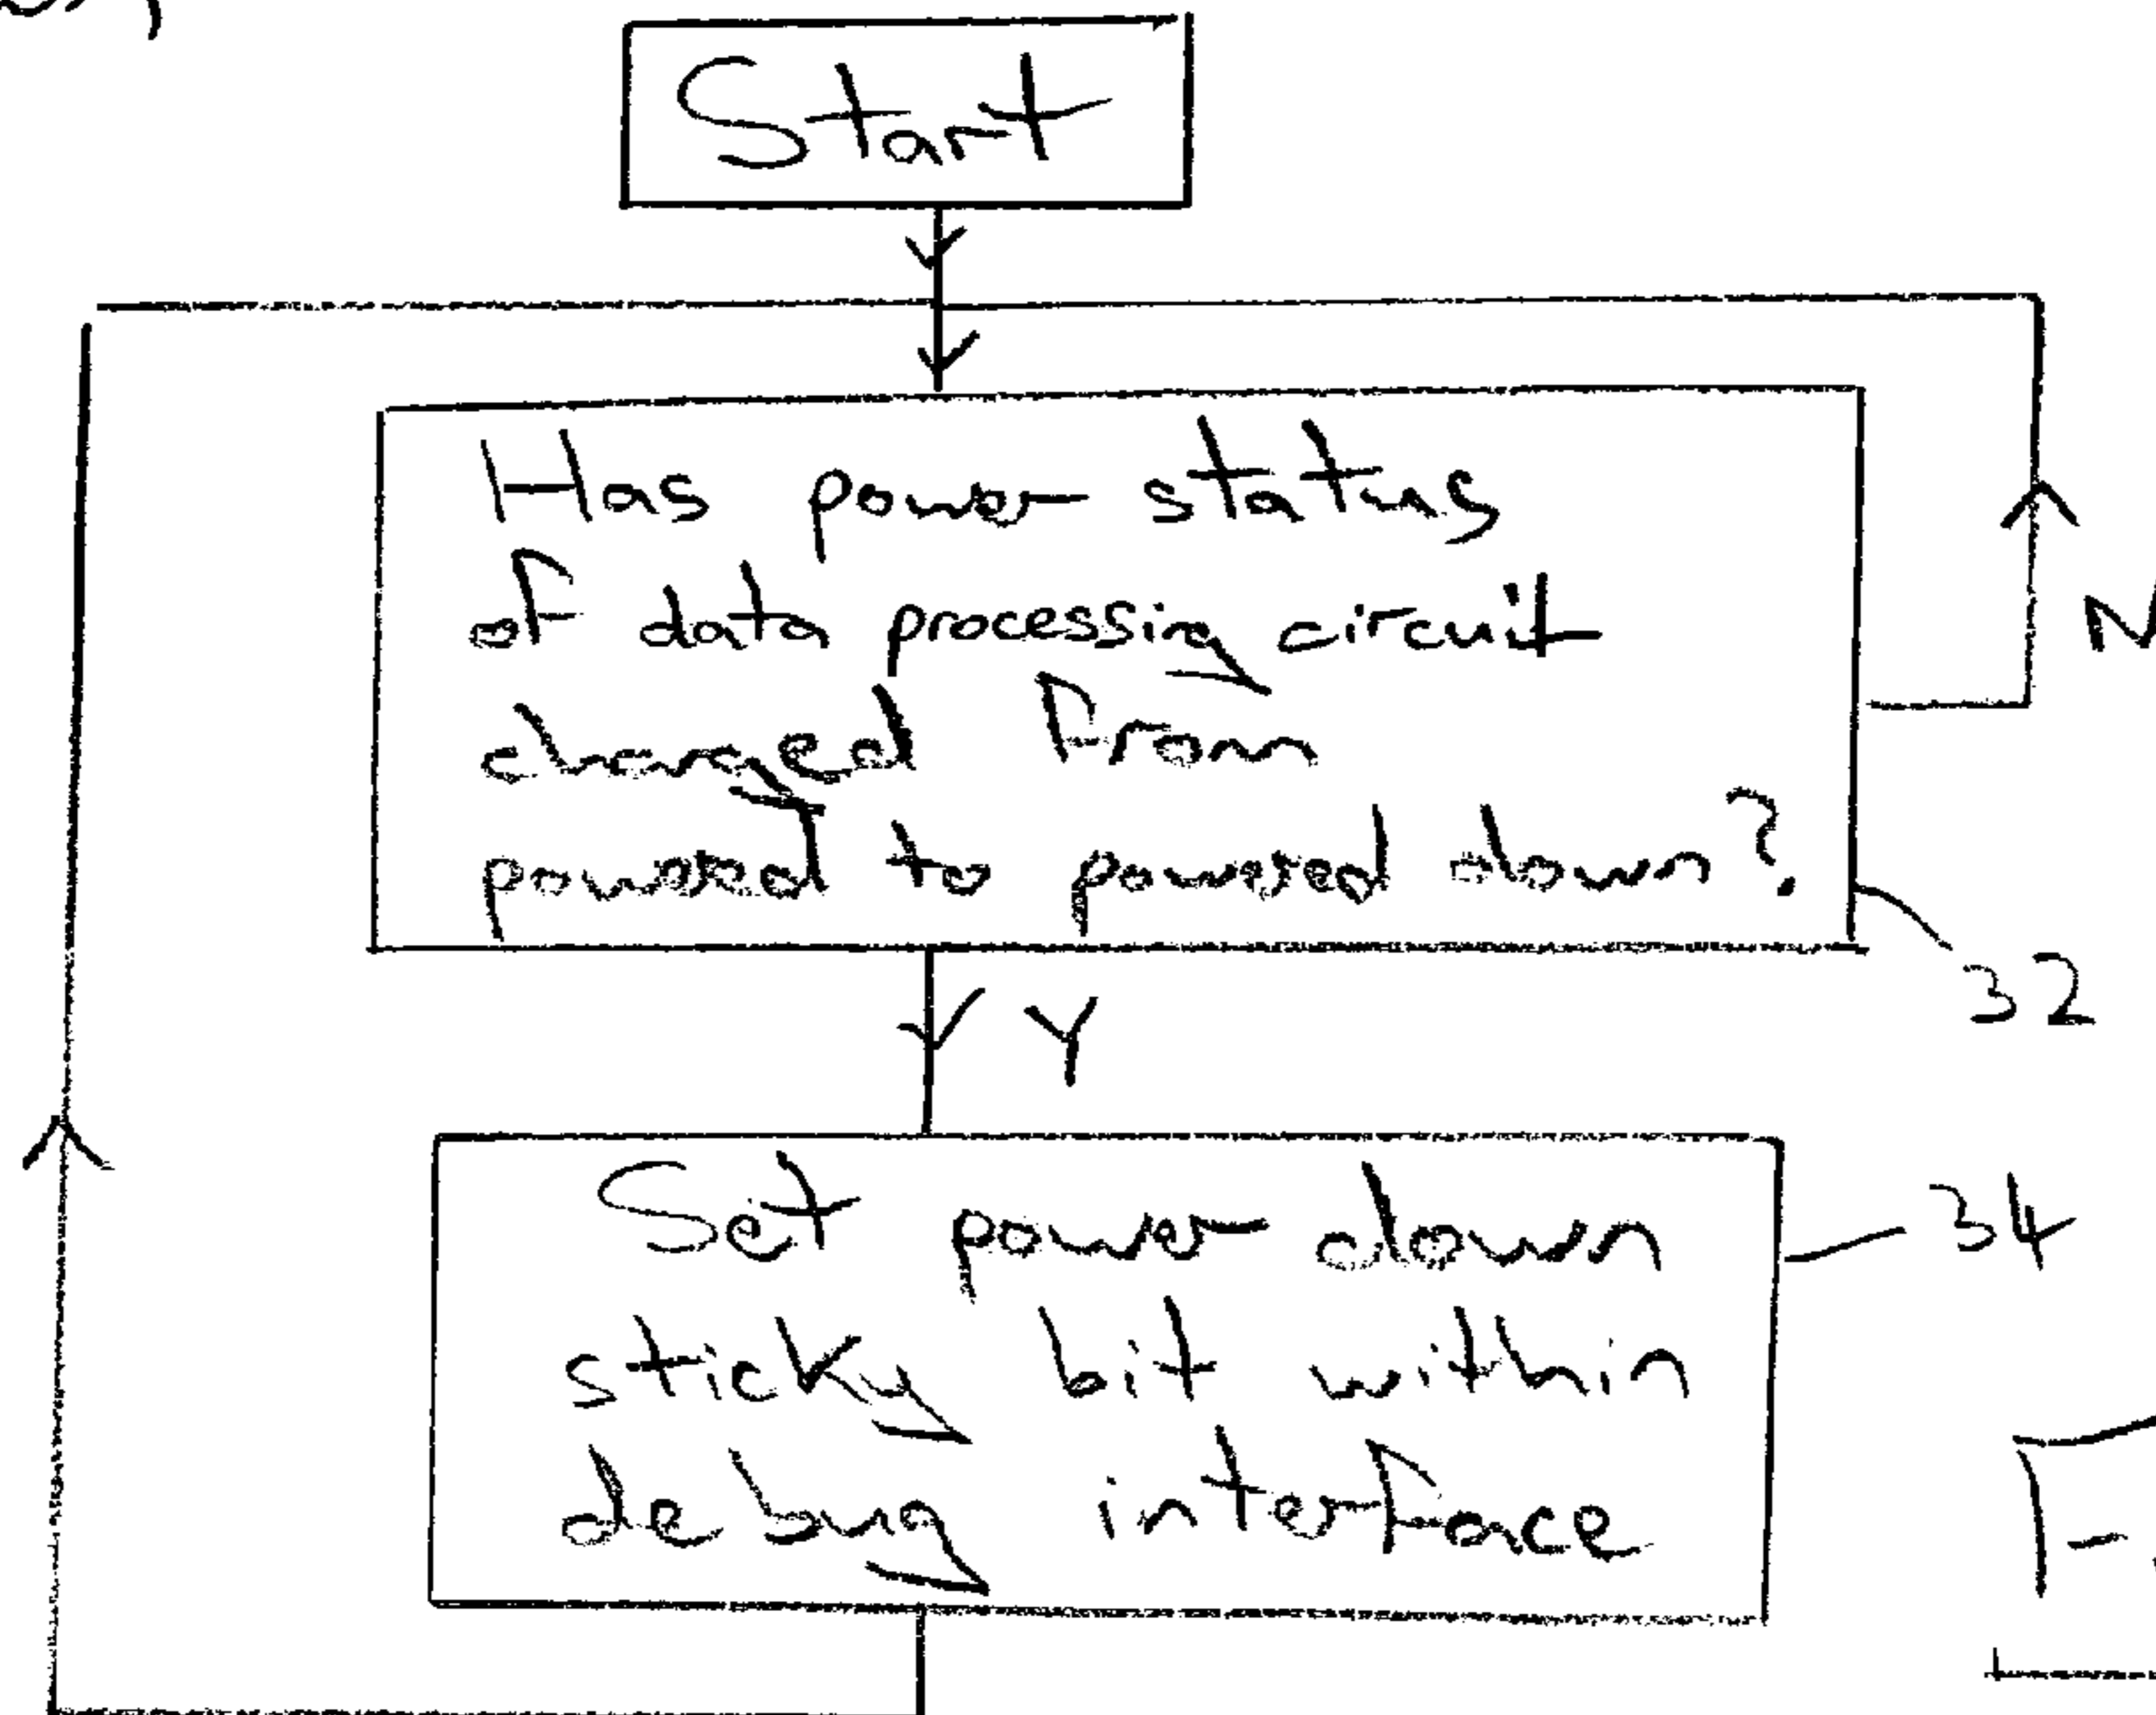 Start
Has power status
of data processing circuit
changed from
powered to powered down?
N
32
Y
Set power down
sticky bit within
debug interface
34